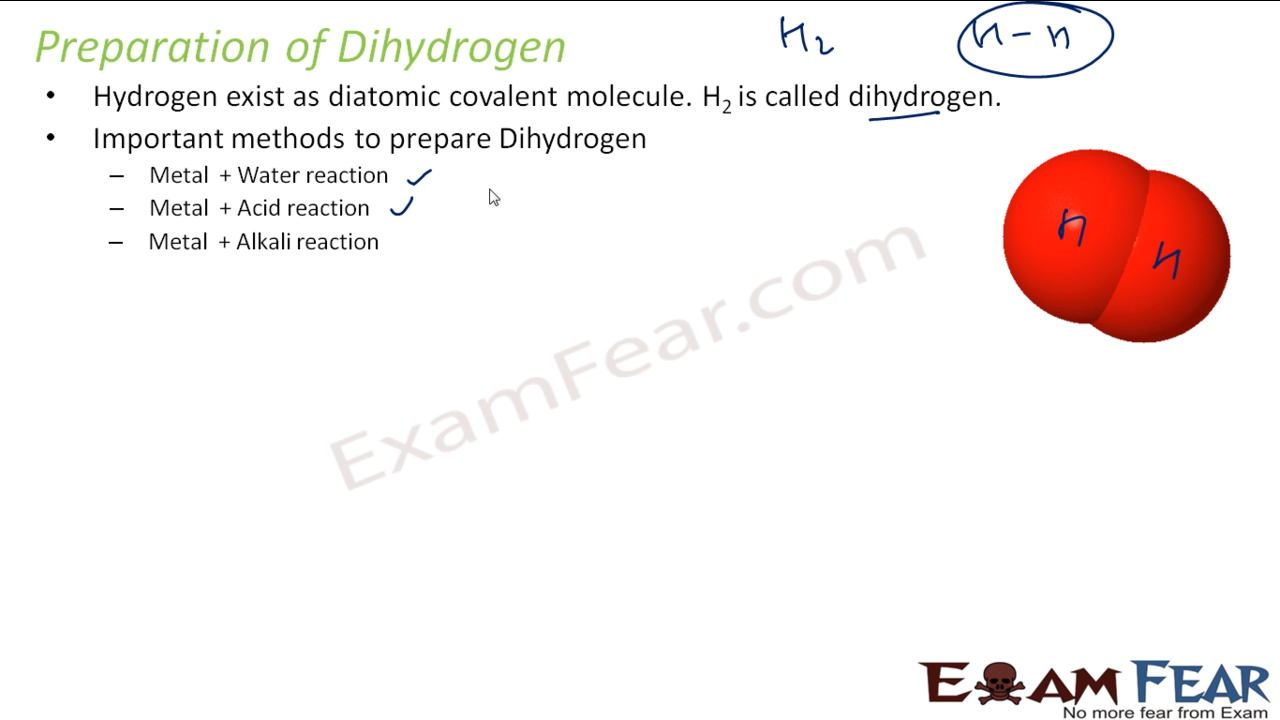 Preparation of Dihydrogen
H2
H - H
• Hydrogen exist as diatomic covalent molecule. H2 is called dihydrogen.
• Important methods to prepare Dihydrogen
– Metal + Water reaction ✓
– Metal + Acid reaction ✓
– Metal + Alkali reaction
H
H
ExamFear.com
EXAM FEAR
No more fear from Exam